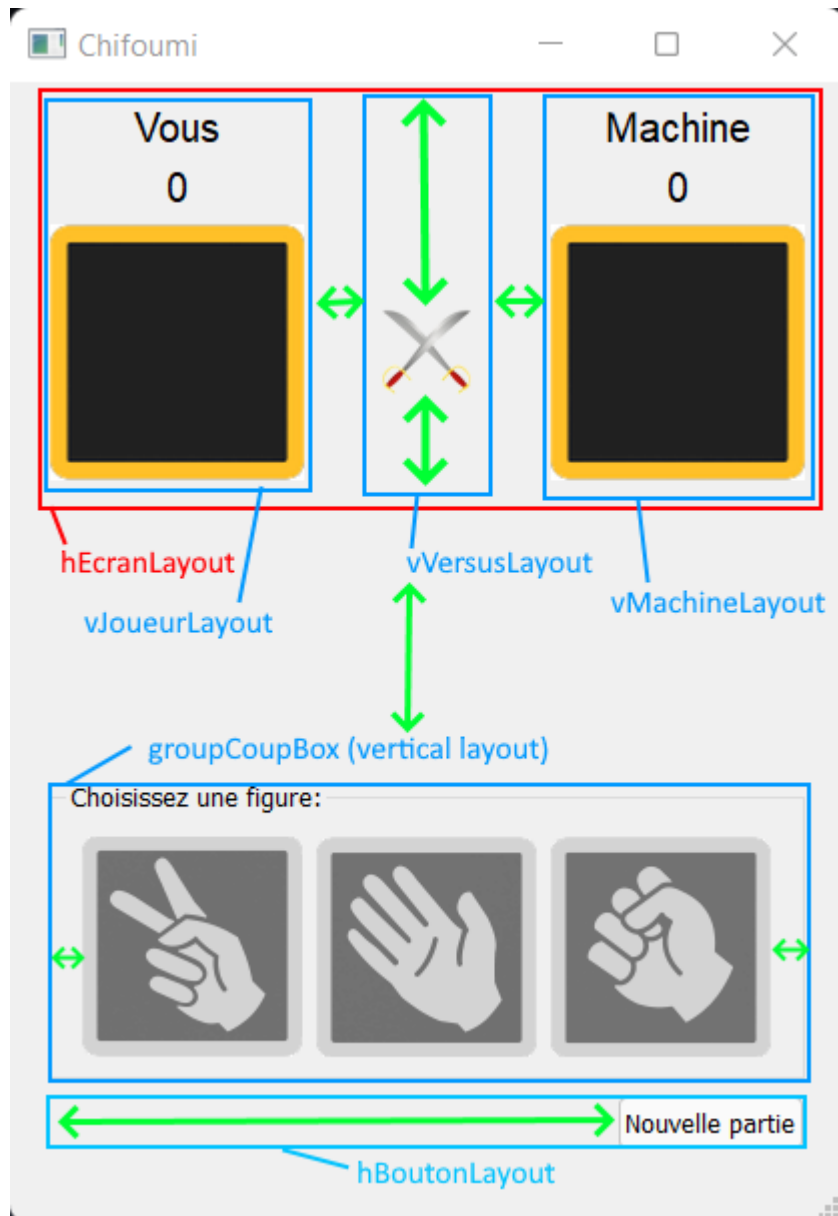 Chifoumi
Vous
0
Machine
0
hEcranLayout
vVersusLayout
vJoueurLayout
vMachineLayout
groupCoupBox (vertical layout)
Choisissez une figure:
Nouvelle partie
hBoutonLayout